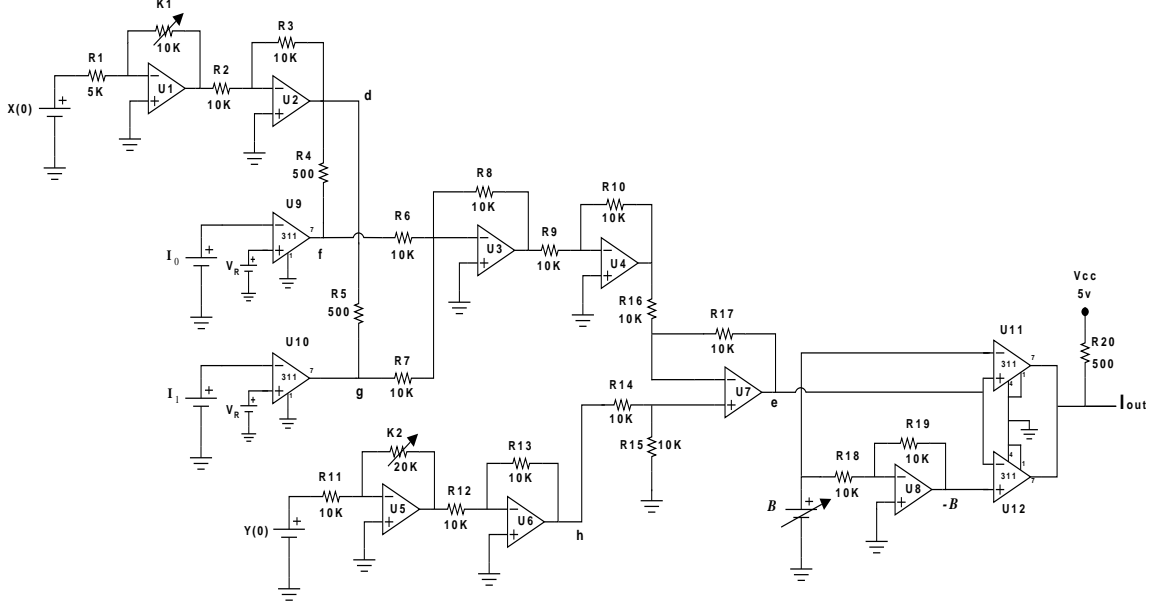 K1
10K
R1
5K
X(0)
+
−
+
U1
R2
10K
R3
10K
−
+
U2
d
R4
500
U9
−
+
311
7
1
f
I0
+
VR
+
R5
500
U10
−
+
311
7
1
g
I1
+
VR
+
R6
10K
R7
10K
R8
10K
−
+
U3
R9
10K
R10
10K
−
+
U4
R16
10K
R17
10K
−
+
U7
e
R14
10K
R15
10K
R11
10K
K2
20K
Y(0)
+
−
+
U5
R12
10K
R13
10K
−
+
U6
h
B
+
R18
10K
R19
10K
−
+
U8
-B
U11
−
+
311
7
4
1
−
+
311
7
4
1
U12
Vcc
5v
R20
500
Iout